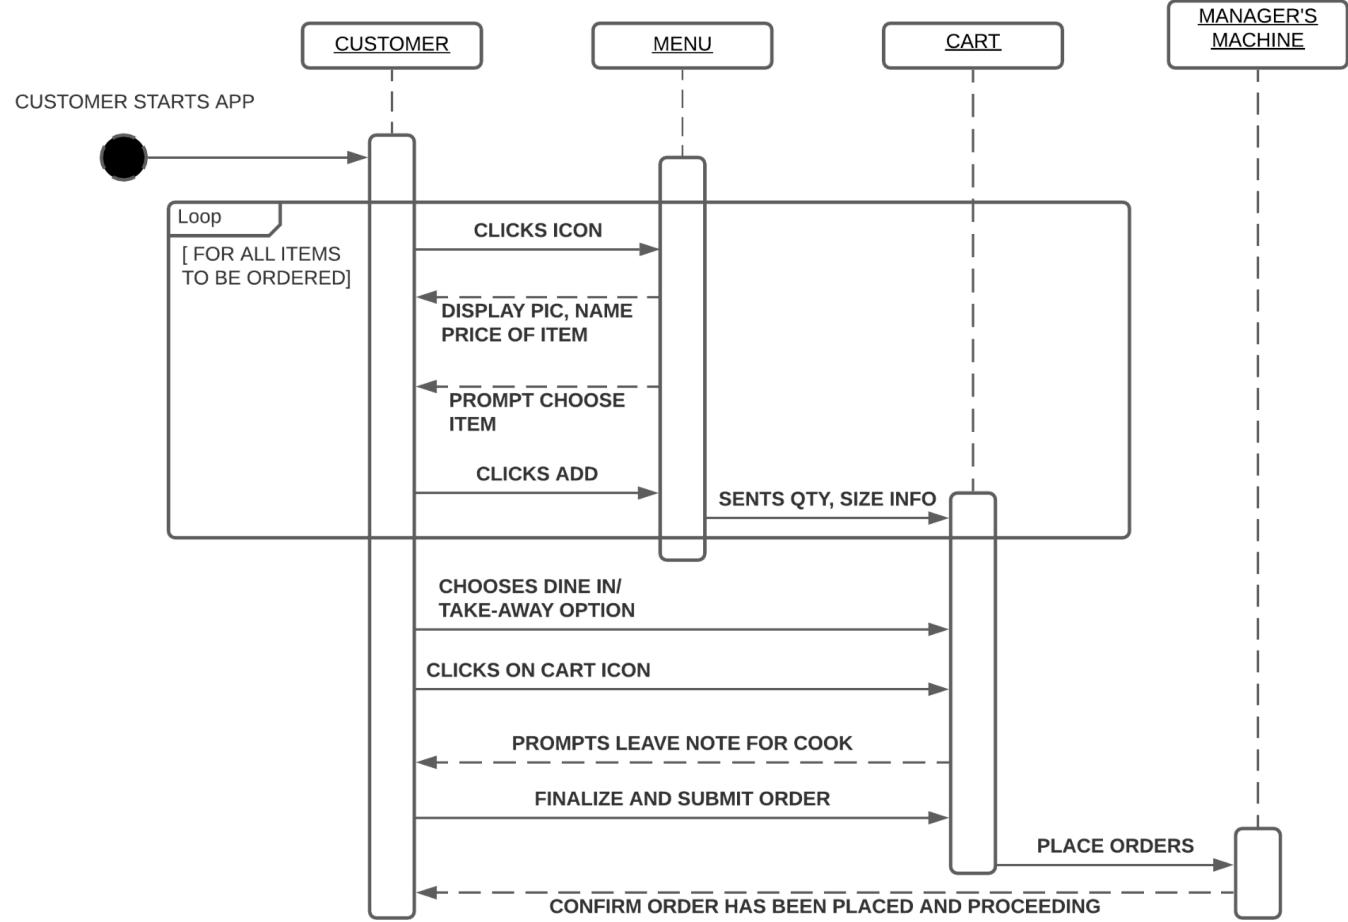 CUSTOMER
MENU
CART
MANAGER'S
MACHINE
CUSTOMER STARTS APP
Loop
[ FOR ALL ITEMS
TO BE ORDERED]
CLICKS ICON
DISPLAY PIC, NAME
PRICE OF ITEM
PROMPT CHOOSE
ITEM
CLICKS ADD
SENTS QTY, SIZE INFO
CHOOSES DINE IN/
TAKE-AWAY OPTION
CLICKS ON CART ICON
PROMPTS LEAVE NOTE FOR COOK
FINALIZE AND SUBMIT ORDER
PLACE ORDERS
CONFIRM ORDER HAS BEEN PLACED AND PROCEEDING